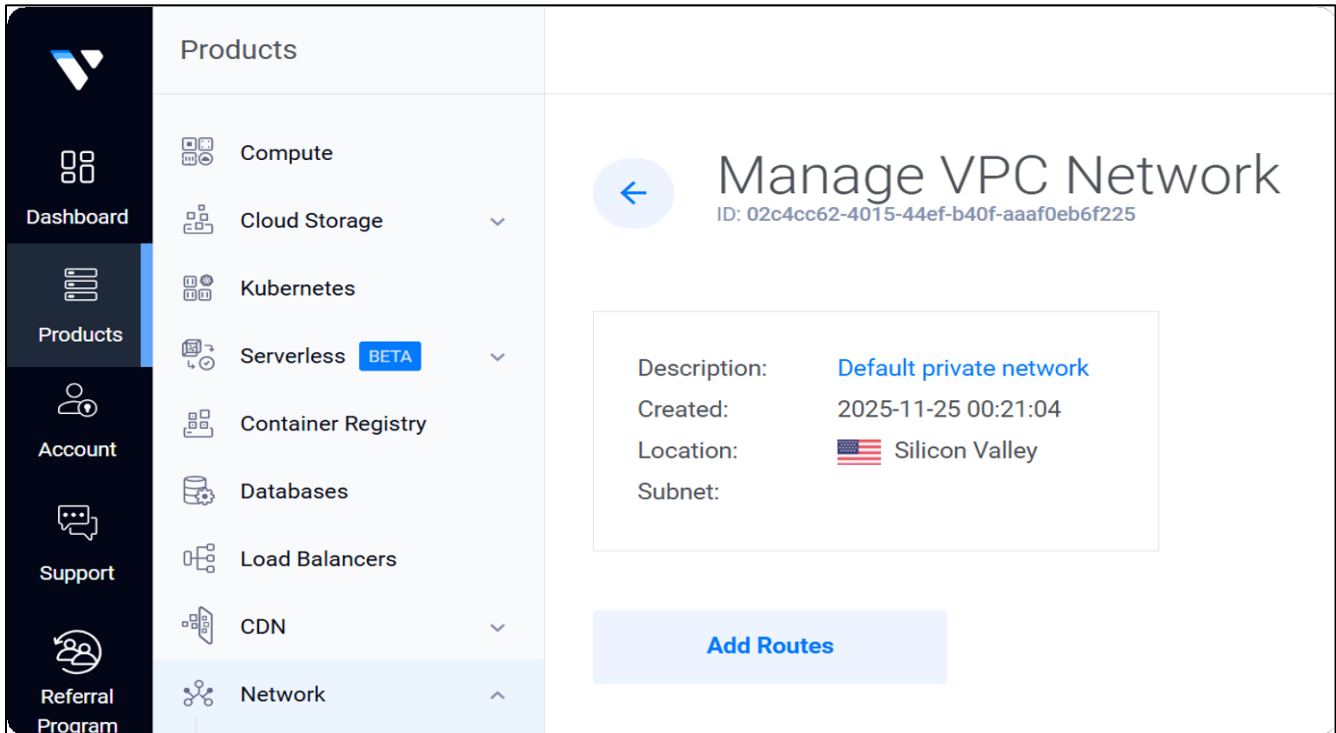 Products
Dashboard
Products
Account
Support
Referral
Program
Compute
Cloud Storage
Kubernetes
Serverless BETA
Container Registry
Databases
Load Balancers
CDN
Network
Manage VPC Network
ID: 02c4cc62-4015-44ef-b40f-aaaf0eb6f225
Description: Default private network
Created: 2025-11-25 00:21:04
Location: Silicon Valley
Subnet:
Add Routes